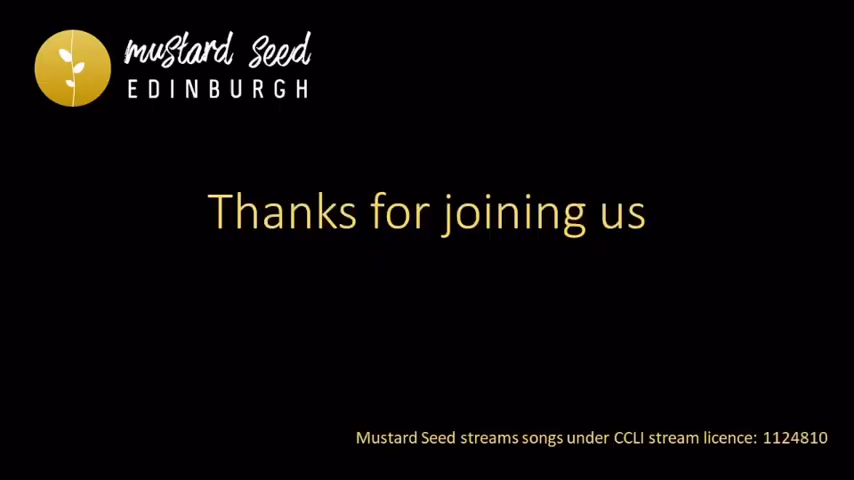 mustard seed
EDINBURGH
Thanks for joining us
Mustard Seed streams songs under CCLI stream licence: 1124810